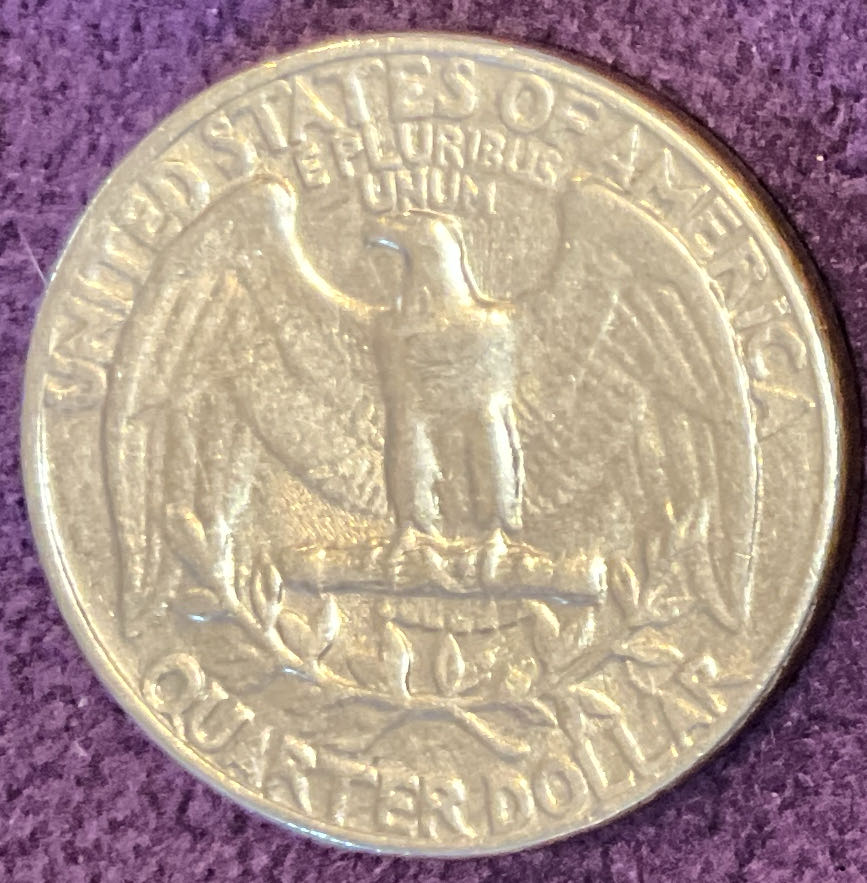 UNITED STATES OF AMERICA
E PLURIBUS
UNUM
QUARTER DOLLAR